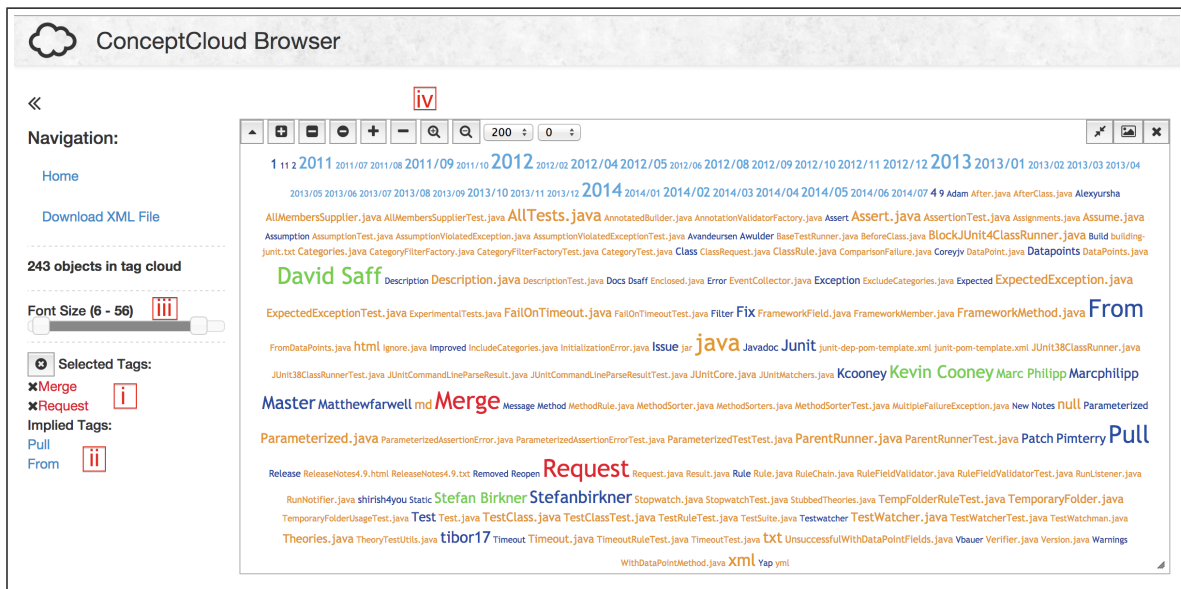 ConceptCloud Browser
iv
Navigation:
200 0
Home
Download XML File
243 objects in tag cloud
Font Size (6 - 56) iii
Selected Tags:
Merge
Request
i
Implied Tags:
Pull
From
ii
1 11 2 2011 2011/07 2011/08 2011/09 2011/10 2012 2012/02 2012/04 2012/05 2012/06 2012/08 2012/09 2012/10 2012/11 2012/12 2013 2013/01 2013/02 2013/03 2013/04
2013/05 2013/06 2013/07 2013/08 2013/09 2013/10 2013/11 2013/12 2014 2014/01 2014/02 2014/03 2014/04 2014/05 2014/06 2014/07 4 9 Adam After.java AfterClass.java Alexyursha
AllMembersSupplier.java AllMembersSupplierTest.java AllTests.java AnnotatedBuilder.java AnnotationValidatorFactory.java Assert Assert.java AssertionTest.java Assignments.java Assume.java
Assumption AssumptionTest.java AssumptionViolatedException.java AssumptionViolatedExceptionTest.java Avandeursen Awulder BaseTestRunner.java BeforeClass.java BlockJUnit4ClassRunner.java Build building-
junit.txt Categories.java CategoryFilterFactory.java CategoryFilterFactoryTest.java CategoryTest.java Class ClassRequest.java ClassRule.java ComparisonFailure.java Coreyjv DataPoint.java Datapoints DataPoints.java
David Saff Description Description.java DescriptionTest.java Docs Dsaff Enclosed.java Error EventCollector.java Exception ExcludeCategories.java Expected ExpectedException.java
ExpectedExceptionTest.java ExperimentalTests.java FailOnTimeout.java FailOnTimeoutTest.java Filter Fix FrameworkField.java FrameworkMember.java FrameworkMethod.java From
FromDataPoints.java html Ignore.java Improved IncludeCategories.java InitializationError.java Issue jar java Javadoc Junit junit-dep-pom-template.xml junit-pom-template.xml JUnit38ClassRunner.java
JUnit38ClassRunnerTest.java JUnitCommandLineParseResult.java JUnitCommandLineParseResultTest.java JUnitCore.java JUnitMatchers.java Kcooney Kevin Cooney Marc Philipp Marcphilipp
Master Matthewfarwell md Merge Message Method MethodRule.java MethodSorter.java MethodSorters.java MethodSorterTest.java MultipleFailureException.java New Notes null Parameterized
Parameterized.java ParameterizedAssertionError.java ParameterizedAssertionErrorTest.java ParameterizedTestTest.java ParentRunner.java ParentRunnerTest.java Patch Pimterry Pull
Release ReleaseNotes4.9.html ReleaseNotes4.9.txt Removed Reopen Request Request.java Result.java Rule Rule.java RuleChain.java RuleFieldValidator.java RuleFieldValidatorTest.java RunListener.java
RunNotifier.java shirish4you Static Stefan Birkner Stefanbirkner Stopwatch.java StopwatchTest.java StubbedTheories.java TempFolderRuleTest.java TemporaryFolder.java
TemporaryFolderUsageTest.java Test Test.java TestClass.java TestClassTest.java TestRuleTest.java TestSuite.java Testwatcher TestWatcher.java TestWatcherTest.java TestWatchman.java
Theories.java TheoryTestUtils.java tibor17 Timeout Timeout.java TimeoutRuleTest.java TimeoutTest.java txt UnsuccessfulWithDataPointFields.java Vbauer Verifier.java Version.java Warnings
WithDataPointMethod.java xml Yap yml